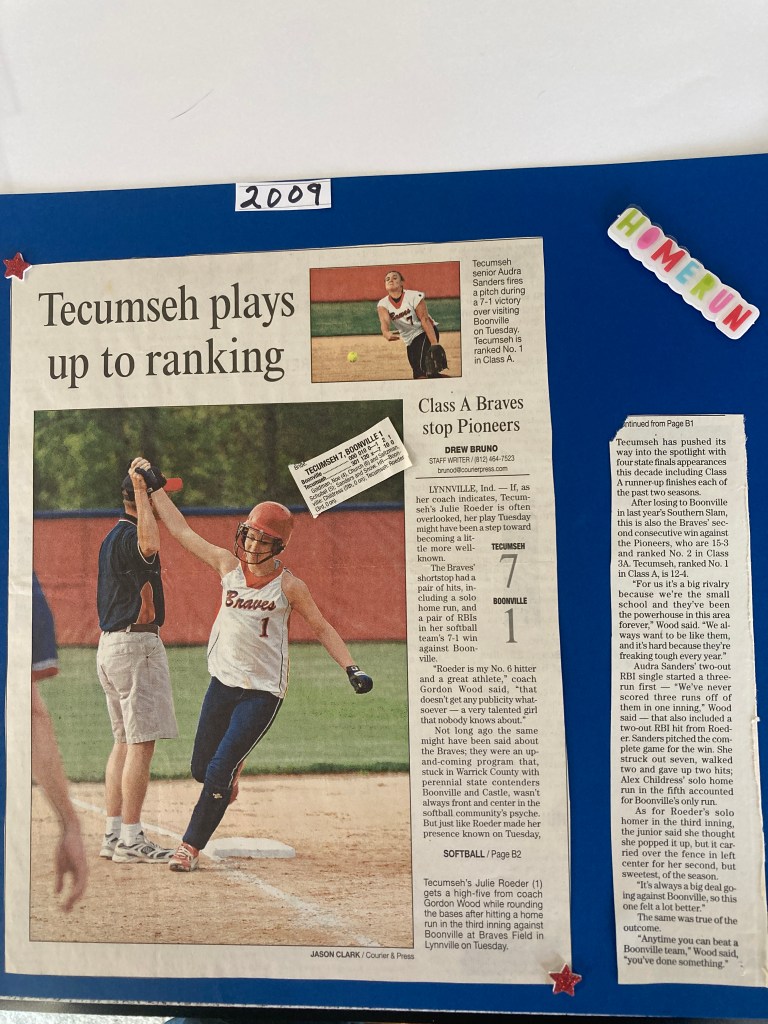 2009
HOMERUN
Tecumseh plays
up to ranking
Tecumseh
senior Audra
Sanders fires
a pitch during
a 7-1 victory
over visiting
Boonville
on Tuesday.
Tecumseh is
ranked No. 1
in Class A.
7
TECUMSEH 7, BOONVILLE 1
Boonville
Tecumseh
Braves
1
JASON CLARK / Courier & Press
Class A Braves
stop Pioneers
DREW BRUNO
STAFF WRITER / (812) 464-7523
brunod@courierpress.com
LYNNVILLE, Ind. — If, as
her coach indicates, Tecum-
seh's Julie Roeder is often
overlooked, her play Tuesday
might have been a step toward
becoming a lit-
tle more well-
known.
The Braves'
shortstop had a
pair of hits, in-
cluding a solo
home run, and
a pair of RBIs
in her softball
team's 7-1 win
against Boon-
ville.
TECUMSEH
7
BOONVILLE
1
"Roeder is my No. 6 hitter
and a great athlete," coach
Gordon Wood said, "that
doesn't get any publicity what-
soever — a very talented girl
that nobody knows about."
Not long ago the same
might have been said about
the Braves; they were an up-
and-coming program that,
stuck in Warrick County with
perennial state contenders
Boonville and Castle, wasn't
always front and center in the
softball community's psyche.
But just like Roeder made her
presence known on Tuesday,
SOFTBALL / Page B2
Tecumseh's Julie Roeder (1)
gets a high-five from coach
Gordon Wood while rounding
the bases after hitting a home
run in the third inning against
Boonville at Braves Field in
Lynnville on Tuesday.
ntinued from Page B1
Tecumseh has pushed its
way into the spotlight with
four state finals appearances
this decade including Class
A runner-up finishes each of
the past two seasons.
After losing to Boonville
in last year's Southern Slam,
this is also the Braves' sec-
ond consecutive win against
the Pioneers, who are 15-3
and ranked No. 2 in Class
3A. Tecumseh, ranked No. 1
in Class A, is 12-4.
"For us it's a big rivalry
because we're the small
school and they've been
the powerhouse in this area
forever," Wood said. "We al-
ways want to be like them,
and it's hard because they're
freaking tough every year."
Audra Sanders' two-out
RBI single started a three-
run first — "We've never
scored three runs off of
them in one inning," Wood
said — that also included a
two-out RBI hit from Roed-
er. Sanders pitched the com-
plete game for the win. She
struck out seven, walked
two and gave up two hits;
Alex Childress' solo home
run in the fifth accounted
for Boonville's only run.
As for Roeder's solo
homer in the third inning,
the junior said she thought
she popped it up, but it car-
ried over the fence in left
center for her second, but
sweetest, of the season.
"It's always a big deal go-
ing against Boonville, so this
one felt a lot better."
The same was true of the
outcome.
"Anytime you can beat a
Boonville team," Wood said,
"you've done something."